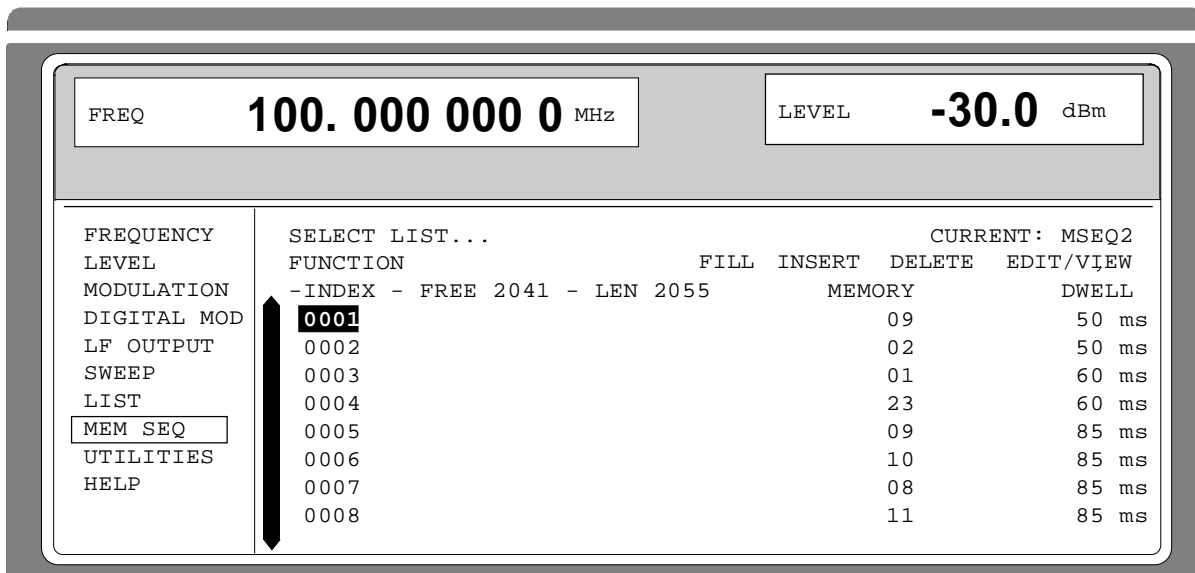 FREQ 100. 000 000 0 MHz LEVEL -30.0 dBm
FREQUENCY SELECT LIST... CURRENT: MSEQ2
LEVEL FUNCTION FILL INSERT DELETE EDIT/VIEW
MODULATION -INDEX - FREE 2041 - LEN 2055 MEMORY DWELL
DIGITAL MOD 0001 09 50 ms
LF OUTPUT 0002 02 50 ms
SWEEP 0003 01 60 ms
LIST 0004 23 60 ms
MEM SEQ 0005 09 85 ms
UTILITIES 0006 10 85 ms
HELP 0007 08 85 ms
0008 11 85 ms